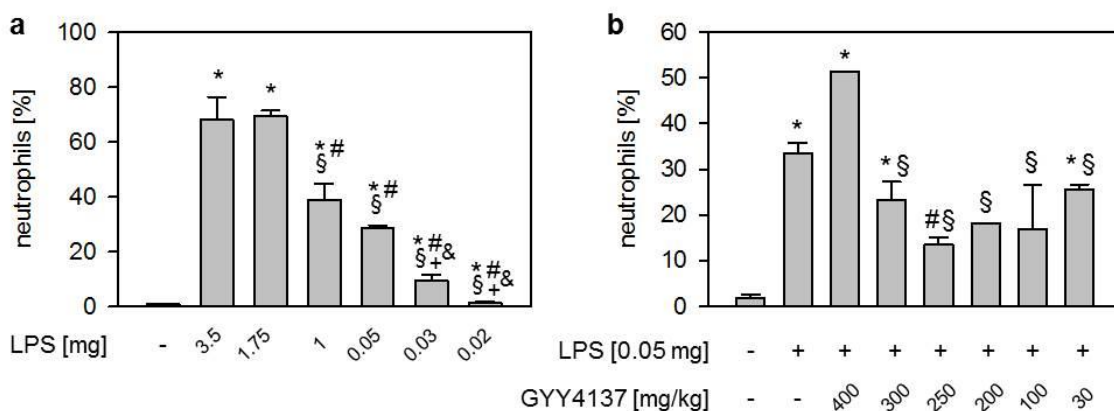 a
b
100
80
60
40
20
0
neutrophils [%]
* * * # § * # § * # § + & * # § + &
LPS [mg] - 3.5 1.75 1 0.05 0.03 0.02
60
50
40
30
20
10
0
neutrophils [%]
* * * § # § § § * §
LPS [0.05 mg] - + + + + + + +
GYY4137 [mg/kg] - - 400 300 250 200 100 30